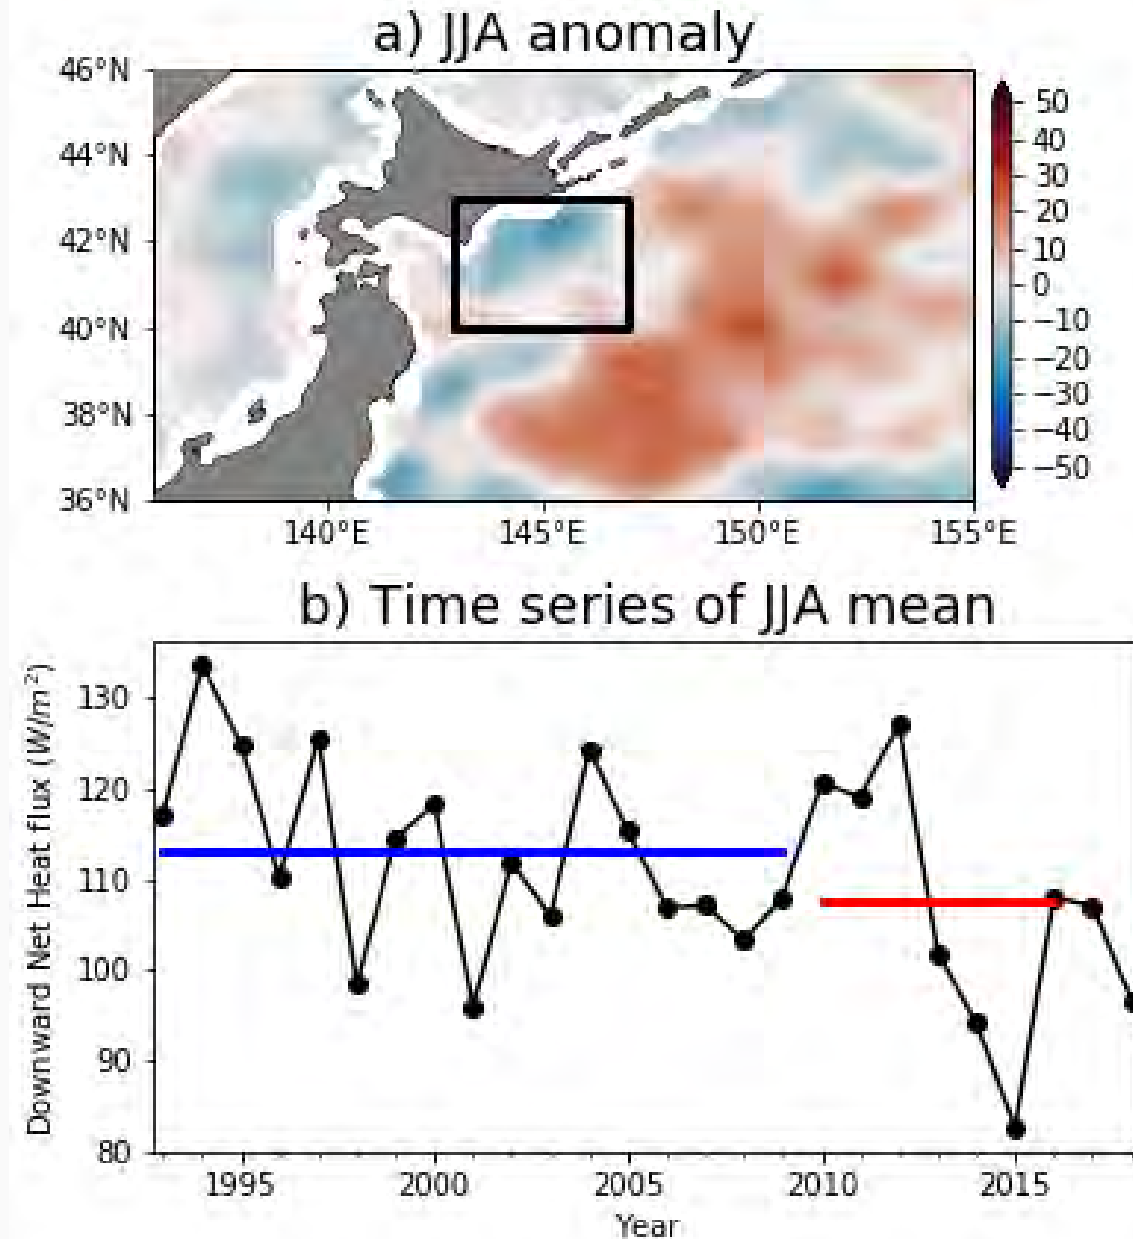 a) JJA anomaly
46°N
44°N
42°N
40°N
38°N
36°N
140°E 145°E 150°E 155°E
50
40
30
20
10
0
−10
−20
−30
−40
−50
b) Time series of JJA mean
Downward Net Heat flux (W/m²)
130
120
110
100
90
80
1995 2000 2005 2010 2015
Year